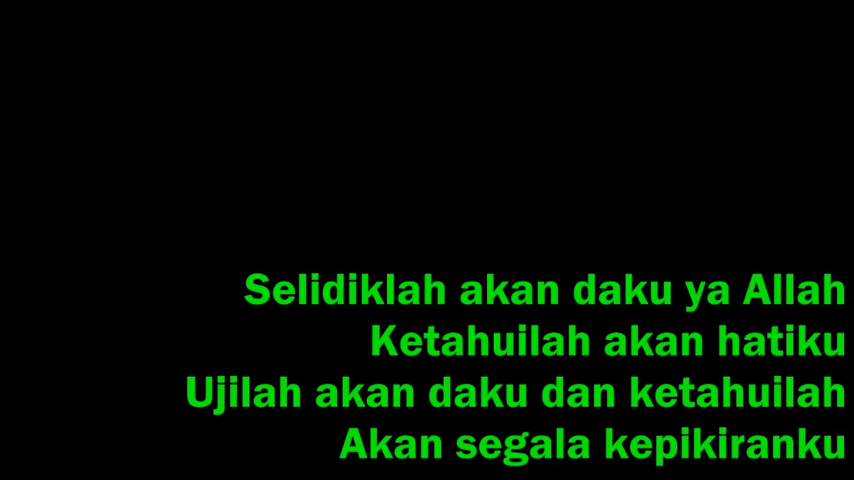 Selidiklah akan daku ya Allah
Ketahuilah akan hatiku
Ujilah akan daku dan ketahuilah
Akan segala kepikiranku